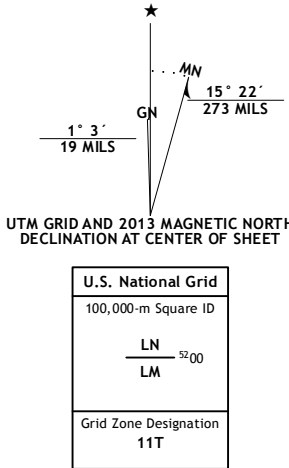 ★
MN
GN
15° 22´
273 MILS
1° 3´
19 MILS
UTM GRID AND 2013 MAGNETIC NORTH
DECLINATION AT CENTER OF SHEET
U.S. National Grid
100,000-m Square ID
LN
5200
LM
Grid Zone Designation
11T